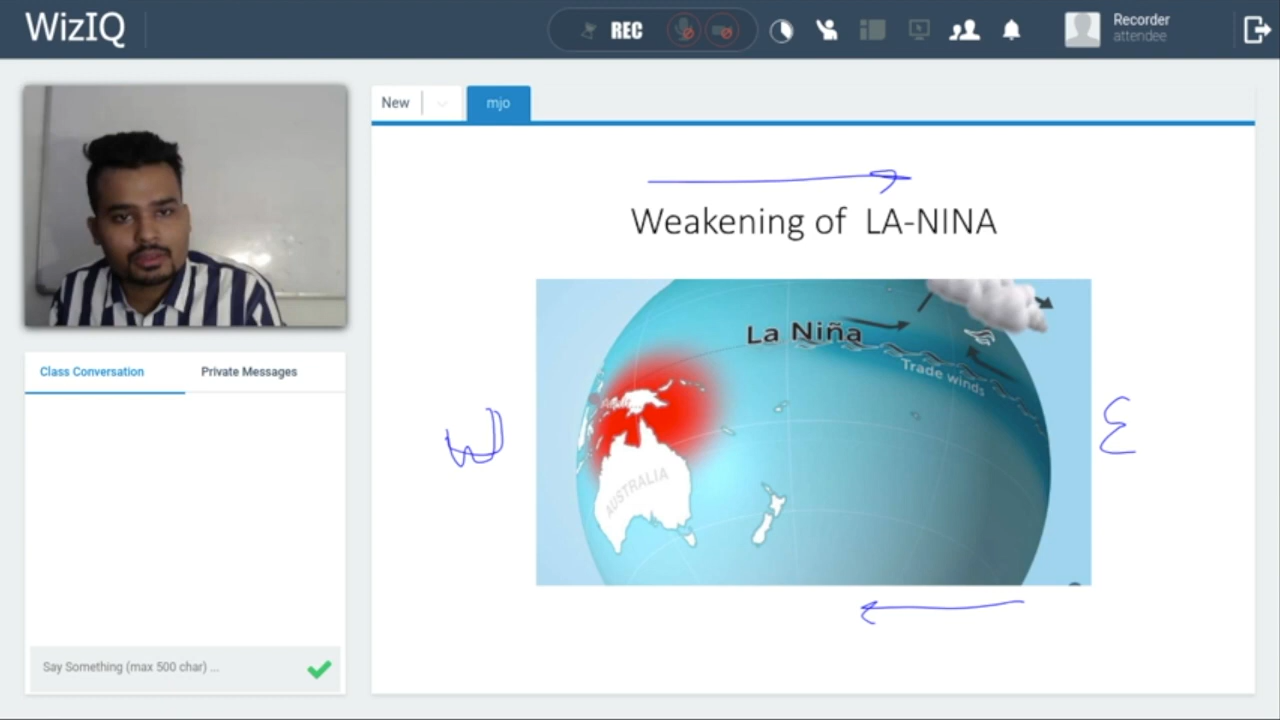 WizIQ
REC
Recorder
attendee
New
mjo
Weakening of LA-NINA
La Niña
Trade winds
W
E
AUSTRALIA
Class Conversation
Private Messages
Say Something (max 500 char) ...